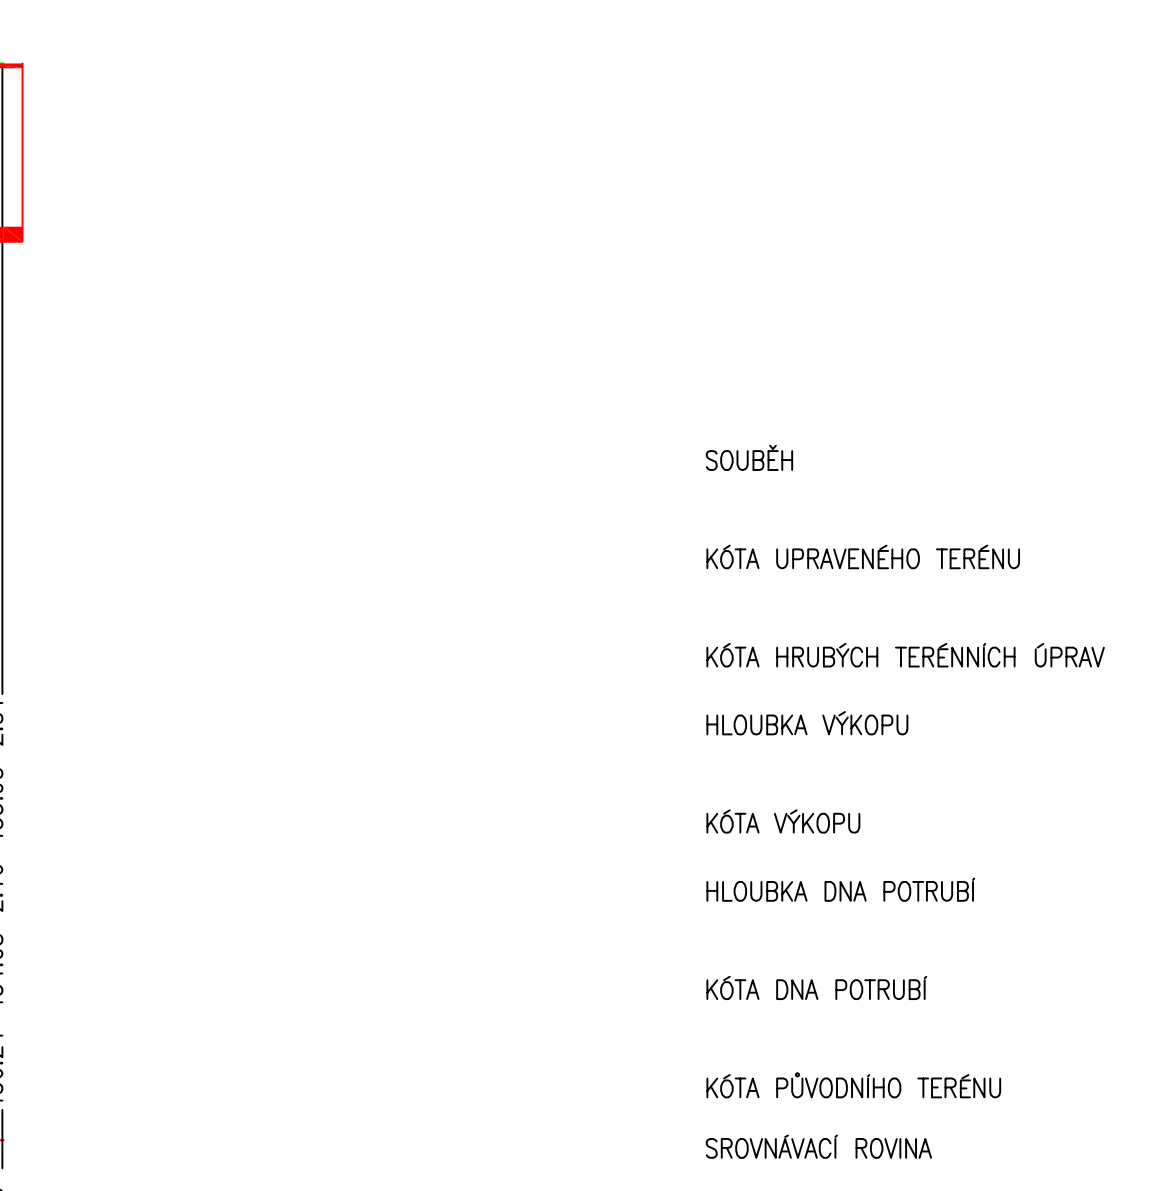 SOUBĚH
KÓTA UPRAVENÉHO TERÉNU
KÓTA HRUBÝCH TERÉNNÍCH ÚPRAV
HLOUBKA VÝKOPU
KÓTA VÝKOPU
HLOUBKA DNA POTRUBÍ
KÓTA DNA POTRUBÍ
KÓTA PŮVODNÍHO TERÉNU
SROVNÁVACÍ ROVINA